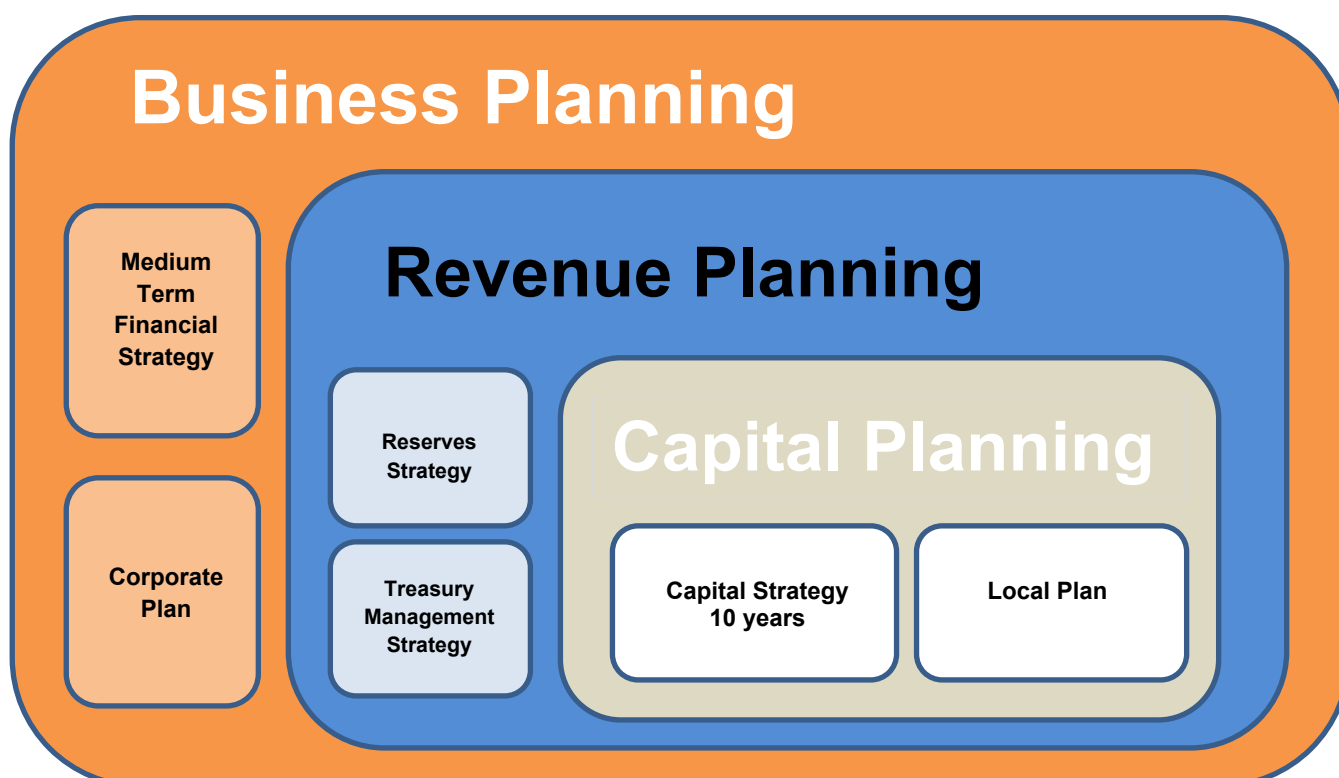 Business Planning
Medium
Term
Financial
Strategy
Corporate
Plan
Revenue Planning
Reserves
Strategy
Treasury
Management
Strategy
Capital Planning
Capital Strategy
10 years
Local Plan